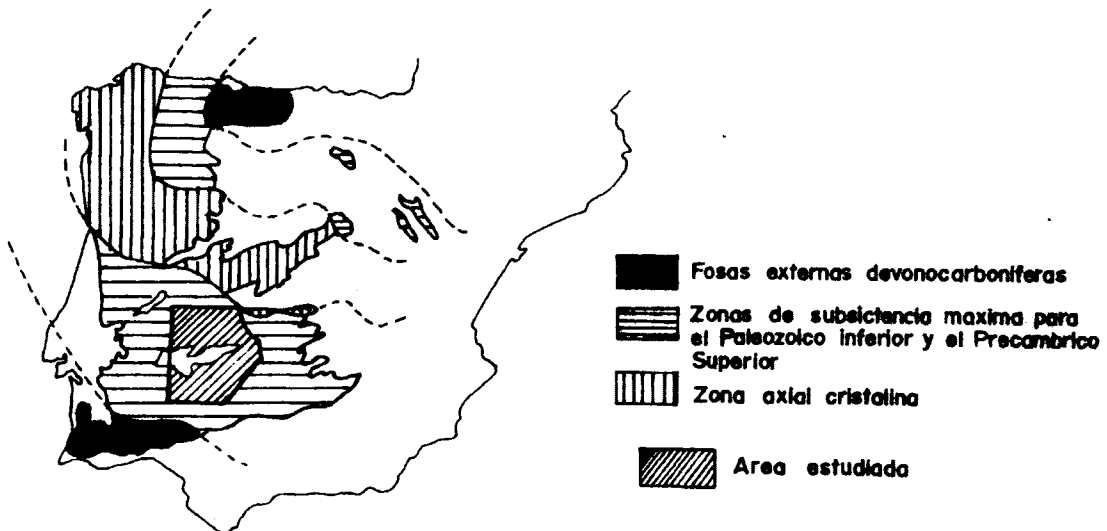 Fosas externas devonocarboniferas
Zonas de subsictencia maxima para
el Paleozoico inferior y el Precambrico
Superior
Zona axial cristalina
Area estudiada